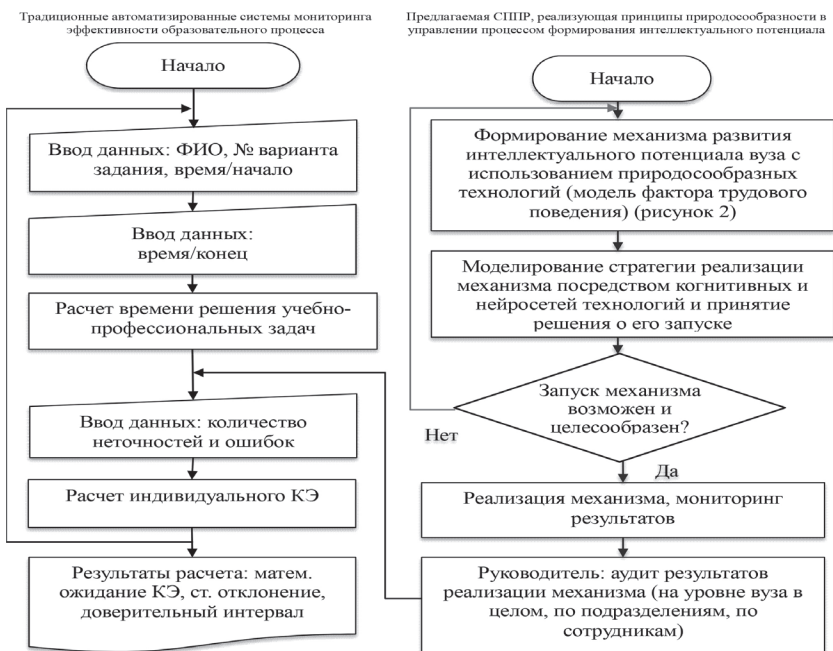 Традиционные автоматизированные системы мониторинга
эффективности образовательного процесса
Начало
Ввод данных: ФИО, № варианта
задания, время/начало
Ввод данных:
время/конец
Расчет времени решения учебно-
профессиональных задач
Ввод данных: количество
неточностей и ошибок
Расчет индивидуального КЭ
Результаты расчета: матем.
ожидание КЭ, ст. отклонение,
доверительный интервал
Предлагаемая СППР, реализующая принципы природосообразности в
управлении процессом формирования интеллектуального потенциала
Начало
Формирование механизма развития
интеллектуального потенциала вуза с
использованием природосообразных
технологий (модель фактора трудового
поведения) (рисунок 2)
Моделирование стратегии реализации
механизма посредством когнитивных и
нейросетей технологий и принятие
решения о его запуске
Запуск механизма
возможен и
целесообразен?
Нет
Да
Реализация механизма, мониторинг
результатов
Руководитель: аудит результатов
реализации механизма (на уровне вуза в
целом, по подразделениям, по
сотрудникам)